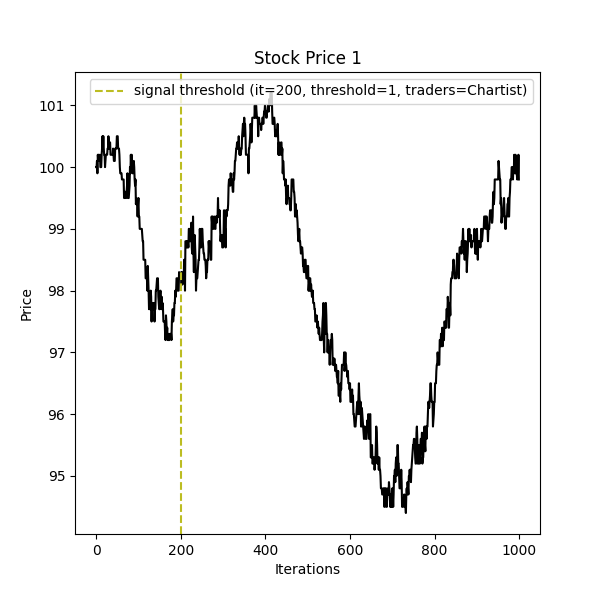 Stock Price 1
signal threshold (it=200, threshold=1, traders=Chartist)
101
100
99
98
97
96
95
Price
0 200 400 600 800 1000
Iterations